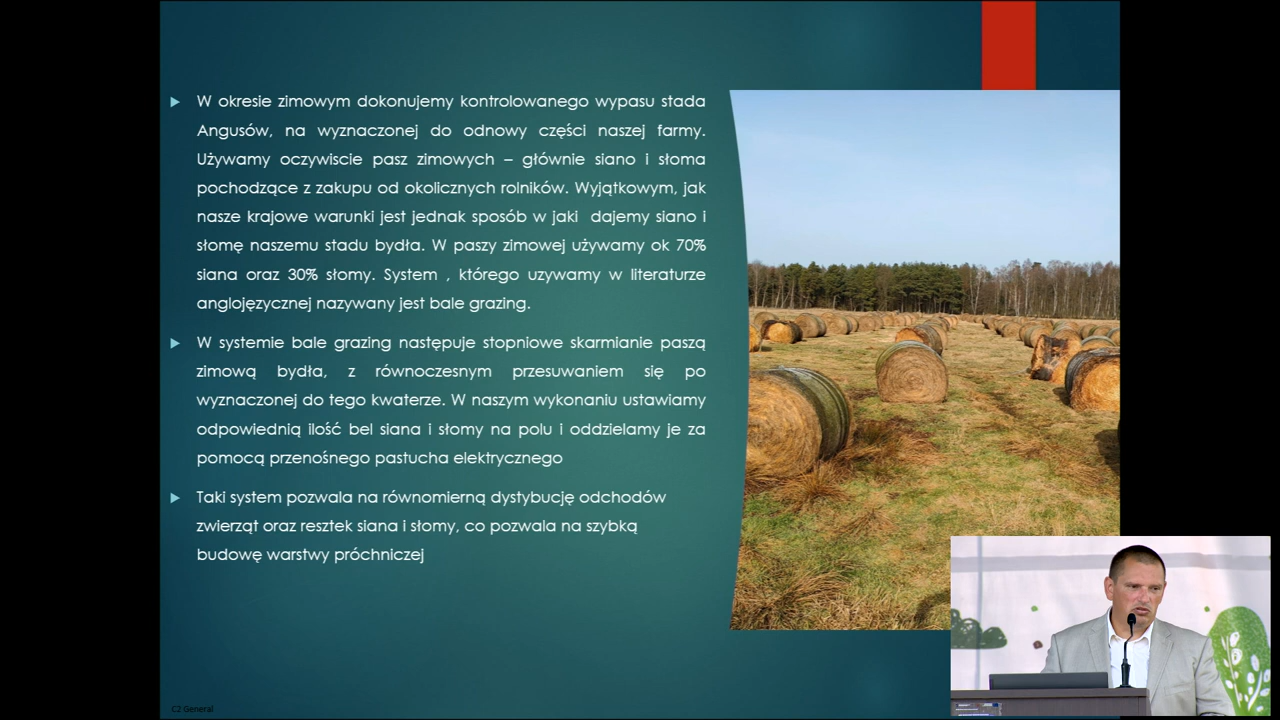 W okresie zimowym dokonujemy kontrolowanego wypasu stada
Angusów, na wyznaczonej do odnowy części naszej farmy.
Używamy oczywiscie pasz zimowych – głównie siano i słoma
pochodzące z zakupu od okolicznych rolników. Wyjątkowym, jak
nasze krajowe warunki jest jednak sposób w jaki dajemy siano i
słomę naszemu stadu bydła. W paszy zimowej używamy ok 70%
siana oraz 30% słomy. System , którego uzywamy w literaturze
anglojęzycznej nazywany jest bale grazing.
W systemie bale grazing następuje stopniowe skarmianie paszą
zimową bydła, z równoczesnym przesuwaniem się po
wyznaczonej do tego kwaterze. W naszym wykonaniu ustawiamy
odpowiednią ilość bel siana i słomy na polu i oddzielamy je za
pomocą przenośnego pastucha elektrycznego
Taki system pozwala na równomierną dystybucję odchodów
zwierząt oraz resztek siana i słomy, co pozwala na szybką
budowę warstwy próchniczej
C2 General